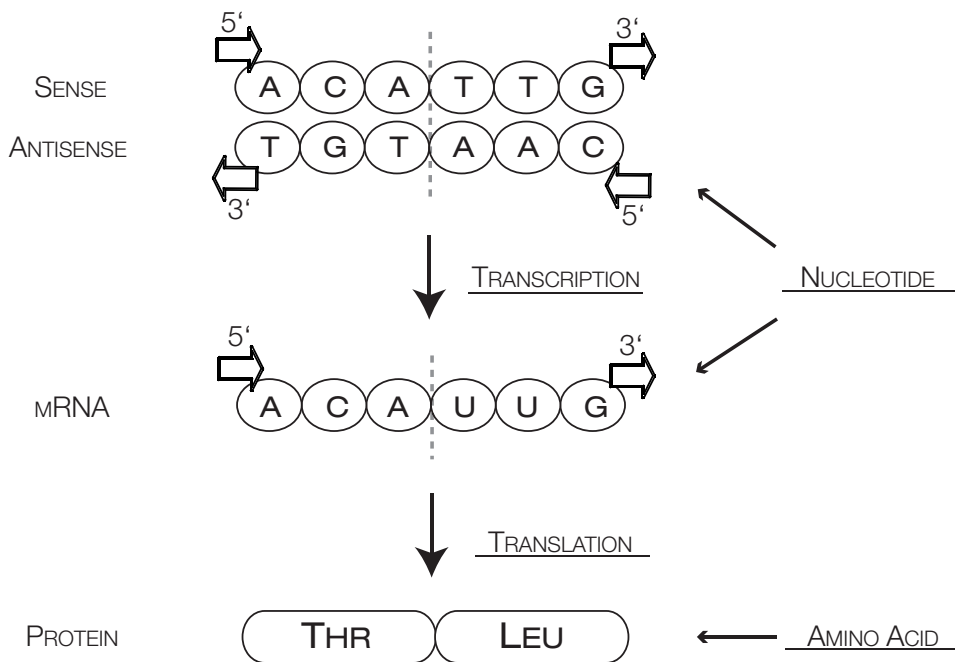 5‘ 3‘
SENSE A C A T T G
ANTISENSE T G T A A C
3‘ 5‘
TRANSCRIPTION NUCLEOTIDE
5‘ 3‘
MRNA A C A U U G
TRANSLATION
PROTEIN THR LEU AMINO ACID